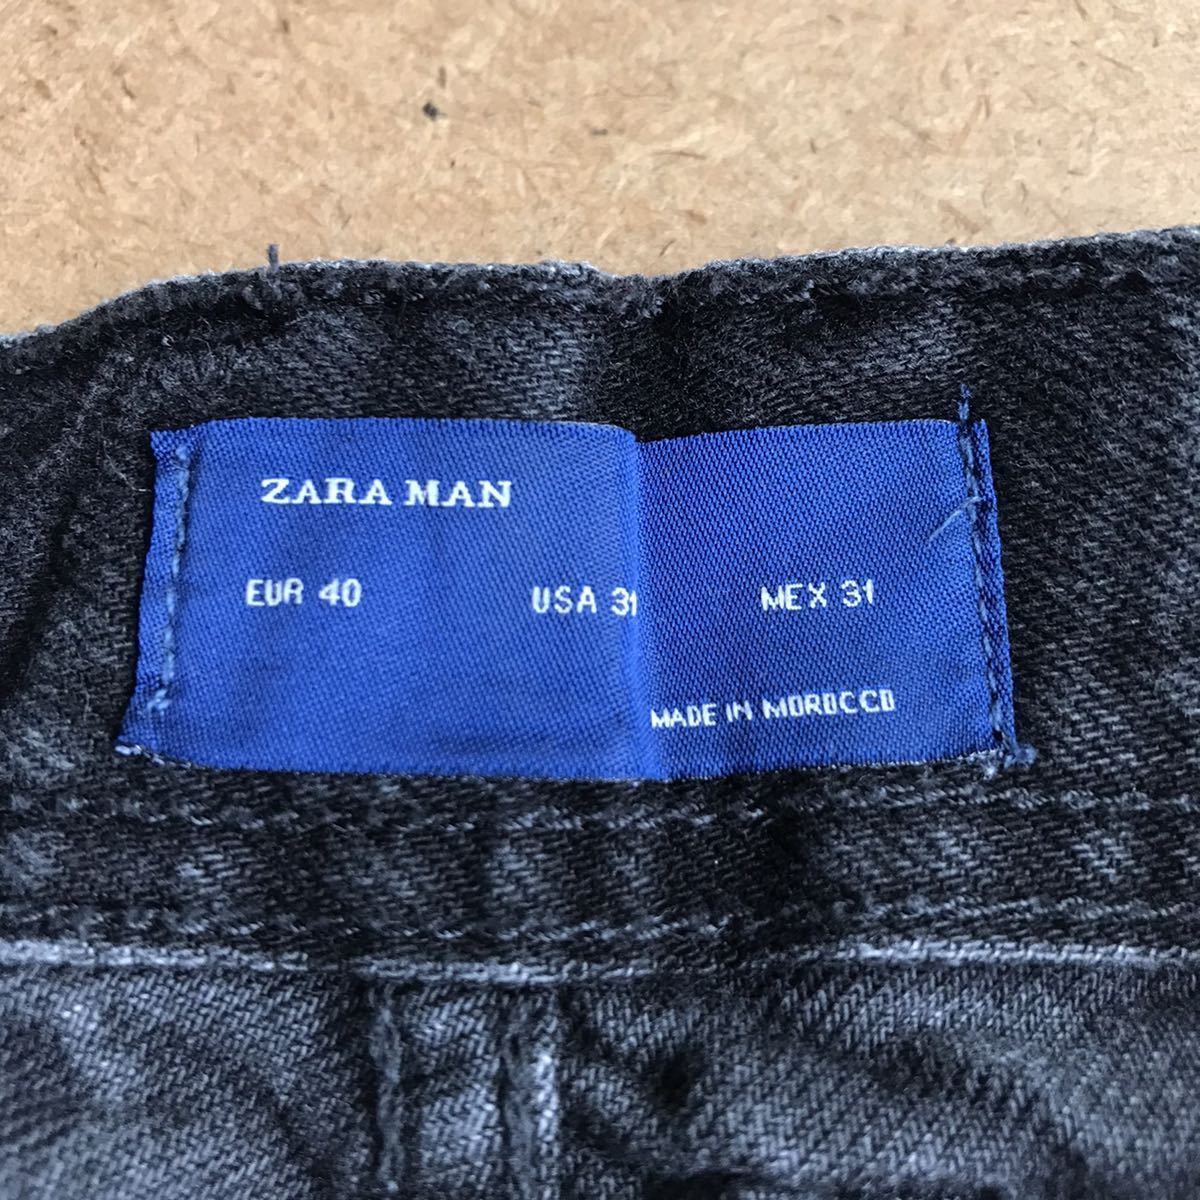 ZARA MAN
EUR 40 USA 31 MEX 31
MADE IN MOROCCO